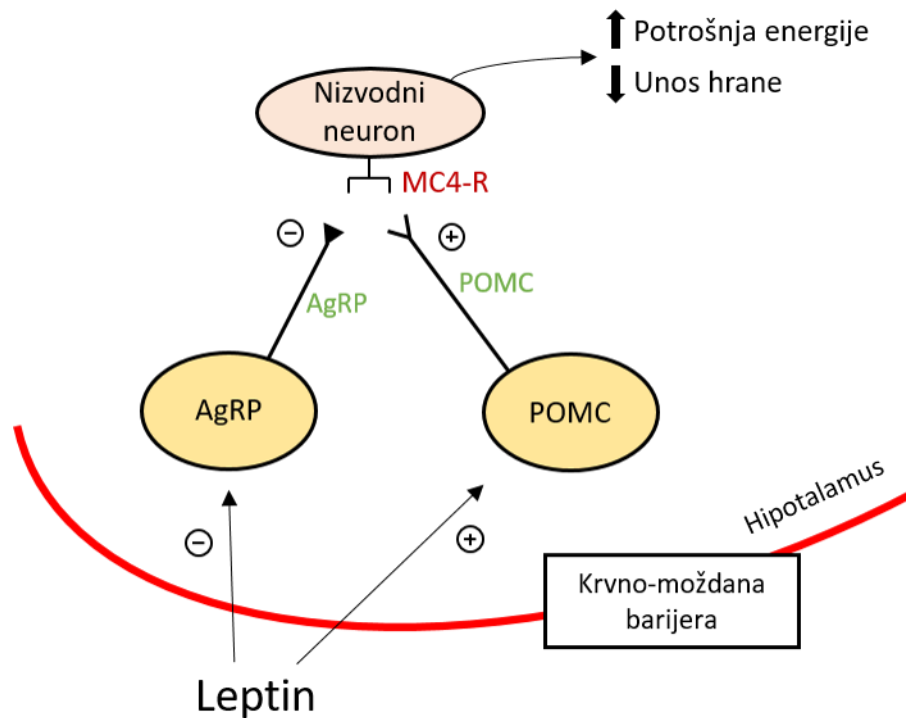 Potrošnja energije
Unos hrane
Nizvodni
neuron
MC4-R
−
+
AgRP
POMC
AgRP
POMC
Hipotalamus
−
+
Krvno-moždana
barijera
Leptin